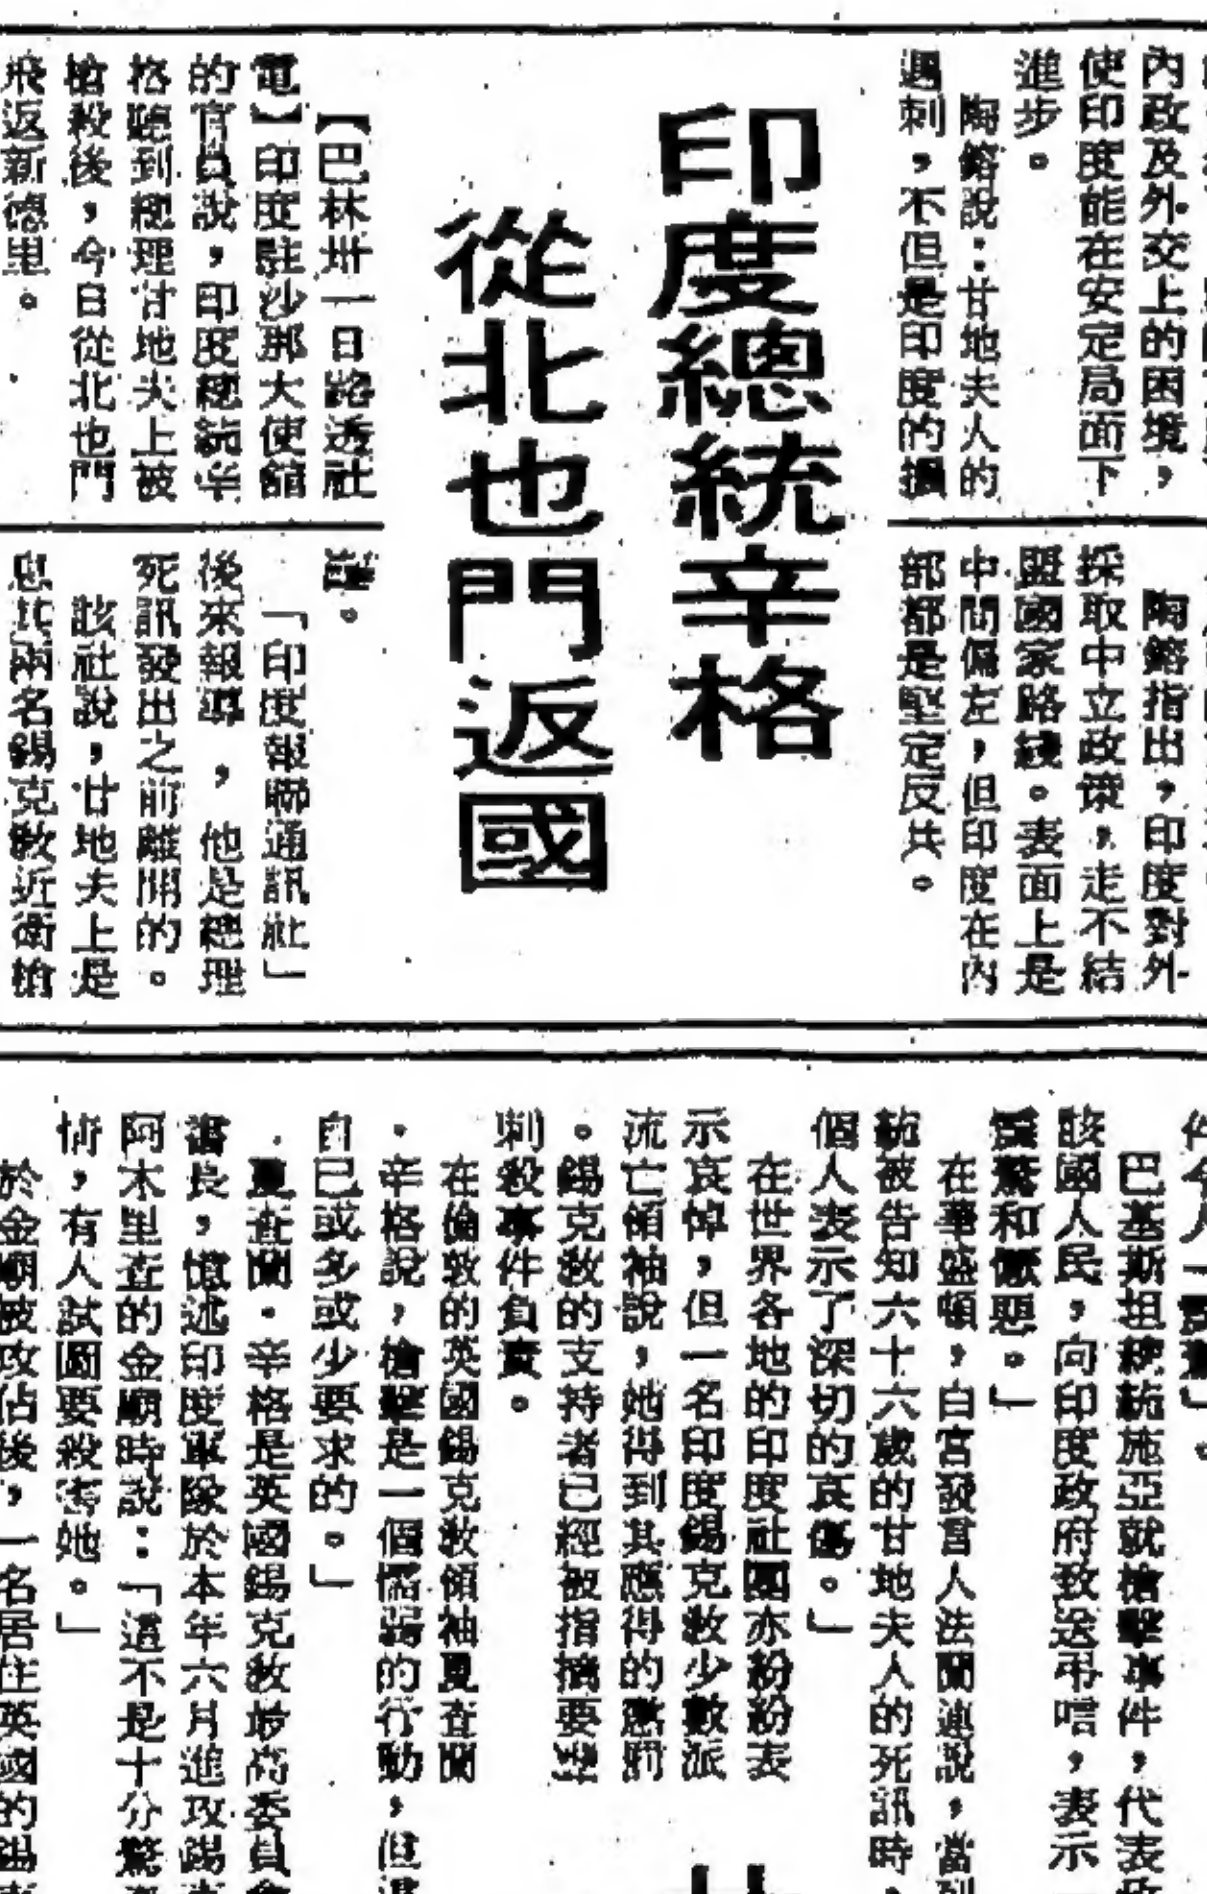 內政及外交上的困境，
使印度能在安定局面下
進步。
陶鎔說：甘地夫人的
遇刺，不但是印度的損
陶鎔指出，印度對外
採取中立政策，走不結
盟國家路綫。表面上是
中間偏左，但印度在內
部都是堅定反共。
印度總統辛格
從北也門返國
【巴林卅一日路透社
電】印度駐沙那大使館
的官員說，印度總統辛
格聽到總理甘地夫上被
槍殺後，今日從北也門
飛返新德里。
「印度報聯通訊社」
後來報導，他是總理
死訊發出之前離開的。
該社說，甘地夫上是
兩名錫克教近衛槍
巴基斯坦總統施亞就槍擊事件，代表
該國人民，向印度政府致送弔唁，表示
震驚和憾惡。」
在華盛頓，白宮發言人法蘭說，當
統被告知六十六歲的甘地夫人的死訊時
個人表示了深切的哀傷。」
在世界各地的印度社團亦紛紛表
示哀悼，但一名印度錫克教少數派
流亡領袖說，她得到其應得的懲罰
。錫克教的支持者已經被指摘要
刺殺事件負責。
在倫敦的英國錫克教領袖夏查蘭
．辛格說，槍擊是一個懦弱的行動，但
自己或多或少要求的。」
夏查蘭．辛格是英國錫克教最高委員
書長，憶述印度軍隊於本年六月進攻錫
阿木里查的金廟時說：「這不是十分驚
，有人試圖要殺害她。」
於金廟被攻佔後，一名居住英國的錫